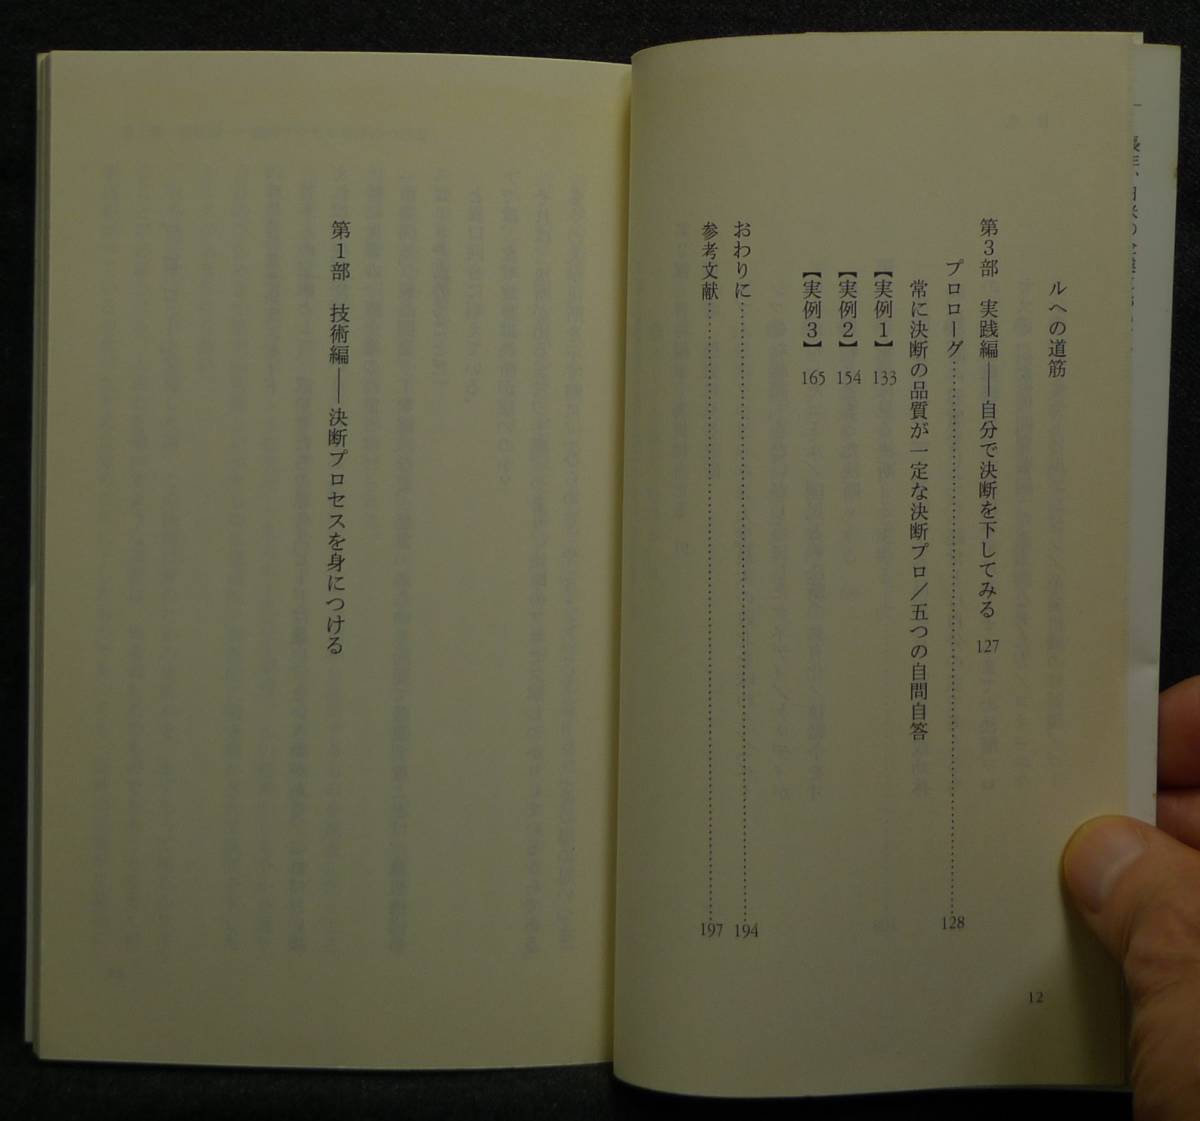 ルへの道筋
第3部　実践編――自分で決断を下してみる　127
プロローグ……………………………128
常に決断の品質が一定な決断プロ／五つの自問自答
【実例1】　133
【実例2】　154
【実例3】　165
おわりに……………………………194
参考文献……………………………197
12
第1部　技術編――決断プロセスを身につける